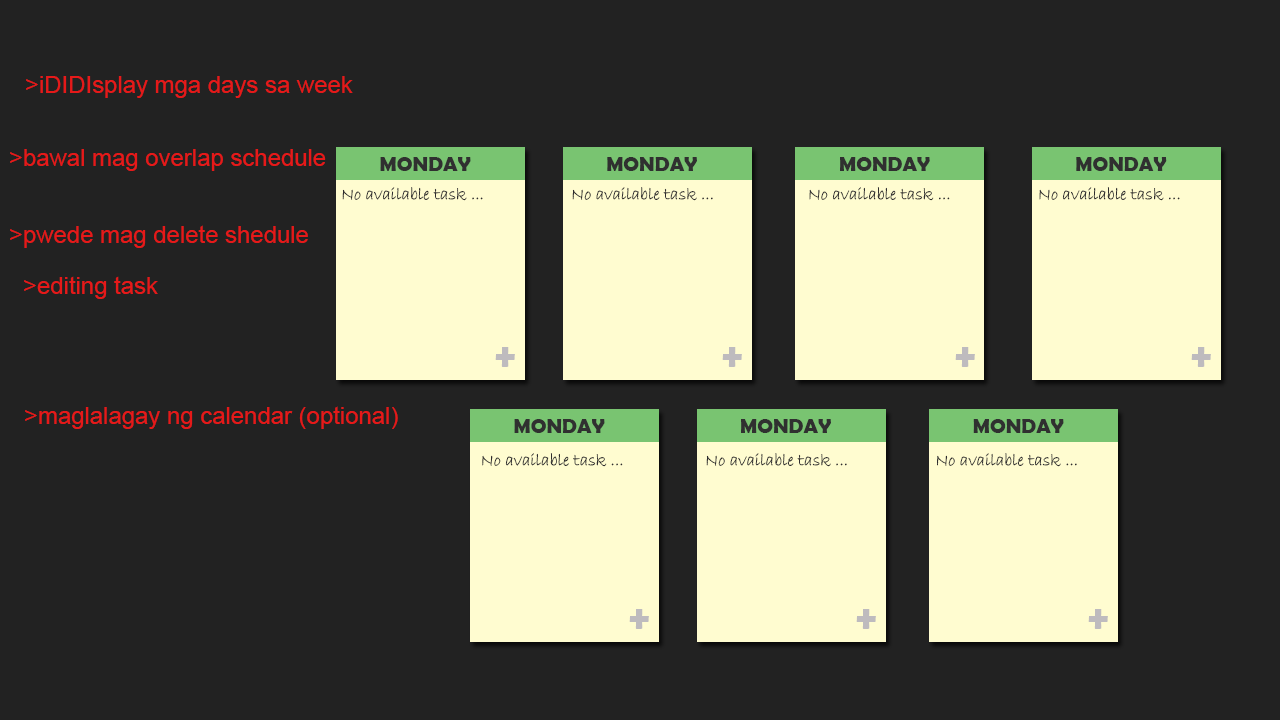 >iDIDIsplay mga days sa week
>bawal mag overlap schedule
MONDAY MONDAY MONDAY MONDAY
No available task ... No available task ... No available task ... No available task ...
>pwede mag delete shedule
>editing task
>maglalagay ng calendar (optional)
MONDAY MONDAY MONDAY
No available task ... No available task ... No available task ...